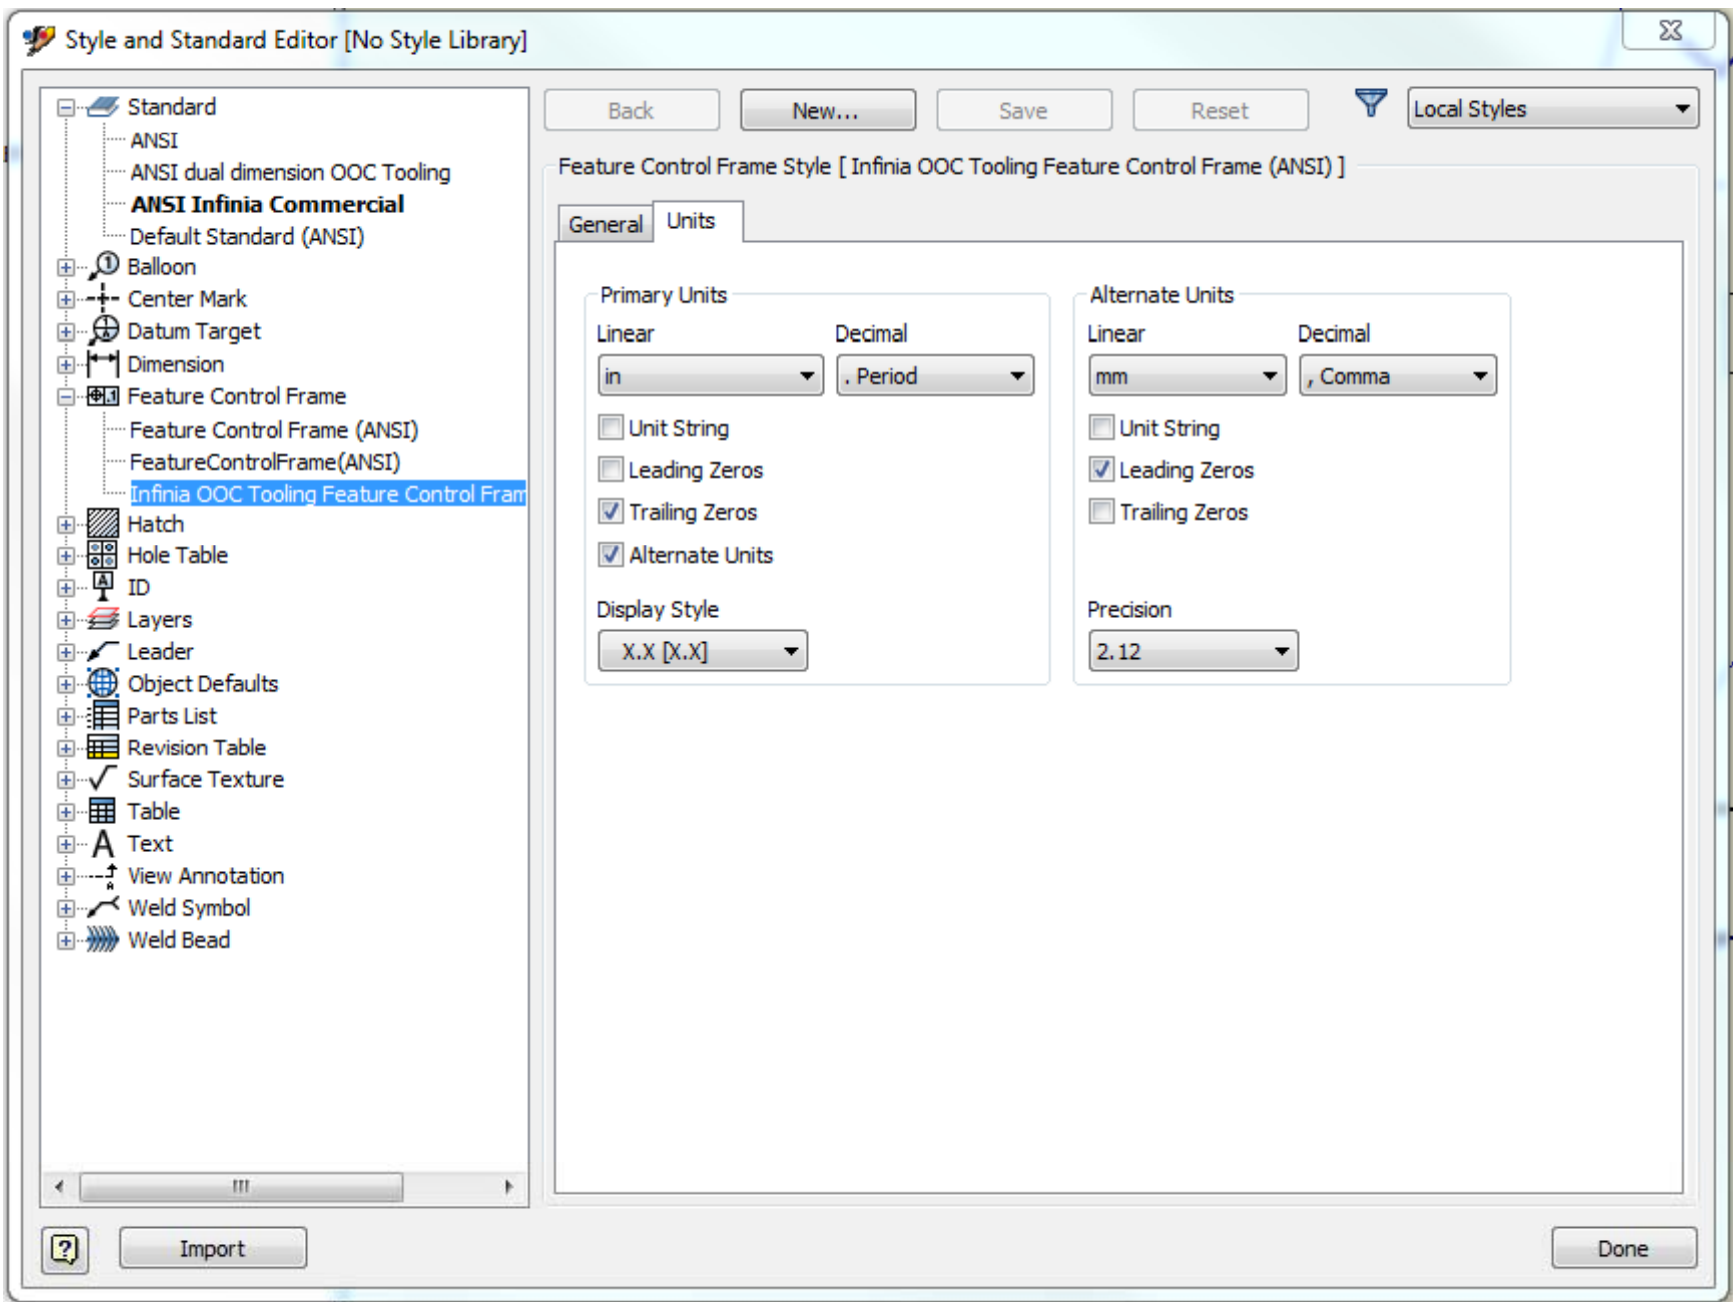 Style and Standard Editor [No Style Library]
Standard
ANSI
ANSI dual dimension OOC Tooling
ANSI Infinia Commercial
Default Standard (ANSI)
Balloon
Center Mark
Datum Target
Dimension
Feature Control Frame
Feature Control Frame (ANSI)
FeatureControlFrame(ANSI)
Infinia OOC Tooling Feature Control Fram
Hatch
Hole Table
ID
Layers
Leader
Object Defaults
Parts List
Revision Table
Surface Texture
Table
Text
View Annotation
Weld Symbol
Weld Bead
Back New... Save Reset Local Styles
Feature Control Frame Style [ Infinia OOC Tooling Feature Control Frame (ANSI) ]
General Units
Primary Units
Linear Decimal
in . Period
Unit String
Leading Zeros
Trailing Zeros
Alternate Units
Display Style
X.X [X.X]
Alternate Units
Linear Decimal
mm , Comma
Unit String
Leading Zeros
Trailing Zeros
Precision
2.12
Import Done